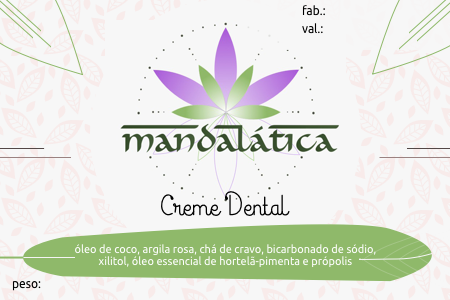 fab.:
val.:
mandalática
Creme Dental
óleo de coco, argila rosa, chá de cravo, bicarbonado de sódio,
xilitol, óleo essencial de hortelã-pimenta e própolis
peso: